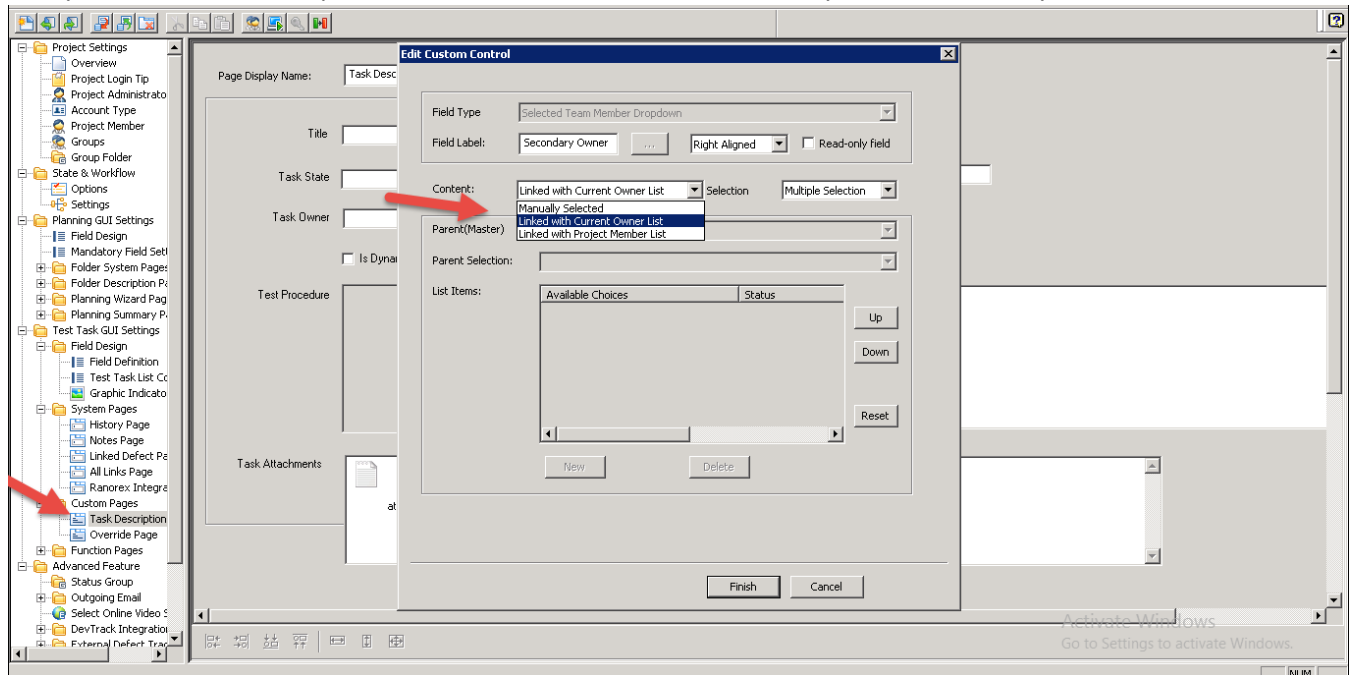 Project Settings
Overview
Project Login Tip
Project Administrato
Account Type
Project Member
Groups
Group Folder
State & Workflow
Options
Settings
Planning GUI Settings
Field Design
Mandatory Field Sett
Folder System Pages
Folder Description Pa
Planning Wizard Pag
Planning Summary Pa
Test Task GUI Settings
Field Design
Field Definition
Test Task List Co
Graphic Indicato
System Pages
History Page
Notes Page
Linked Defect Pa
All Links Page
Ranorex Integra
Custom Pages
Task Description
Override Page
Function Pages
Advanced Feature
Status Group
Outgoing Email
Select Online Video S
DevTrack Integration
External Defect Trac
Page Display Name:
Task Desc
Title
Task State
Task Owner
Is Dynar
Test Procedure
Task Attachments
at
Edit Custom Control
Field Type
Selected Team Member Dropdown
Field Label:
Secondary Owner
...
Right Aligned
Read-only field
Content:
Linked with Current Owner List
Selection
Multiple Selection
Manually Selected
Linked with Current Owner List
Linked with Project Member List
Parent(Master)
Parent Selection:
List Items:
Available Choices
Status
Up
Down
Reset
New
Delete
Finish
Cancel
Activate Windows
Go to Settings to activate Windows.
NUM